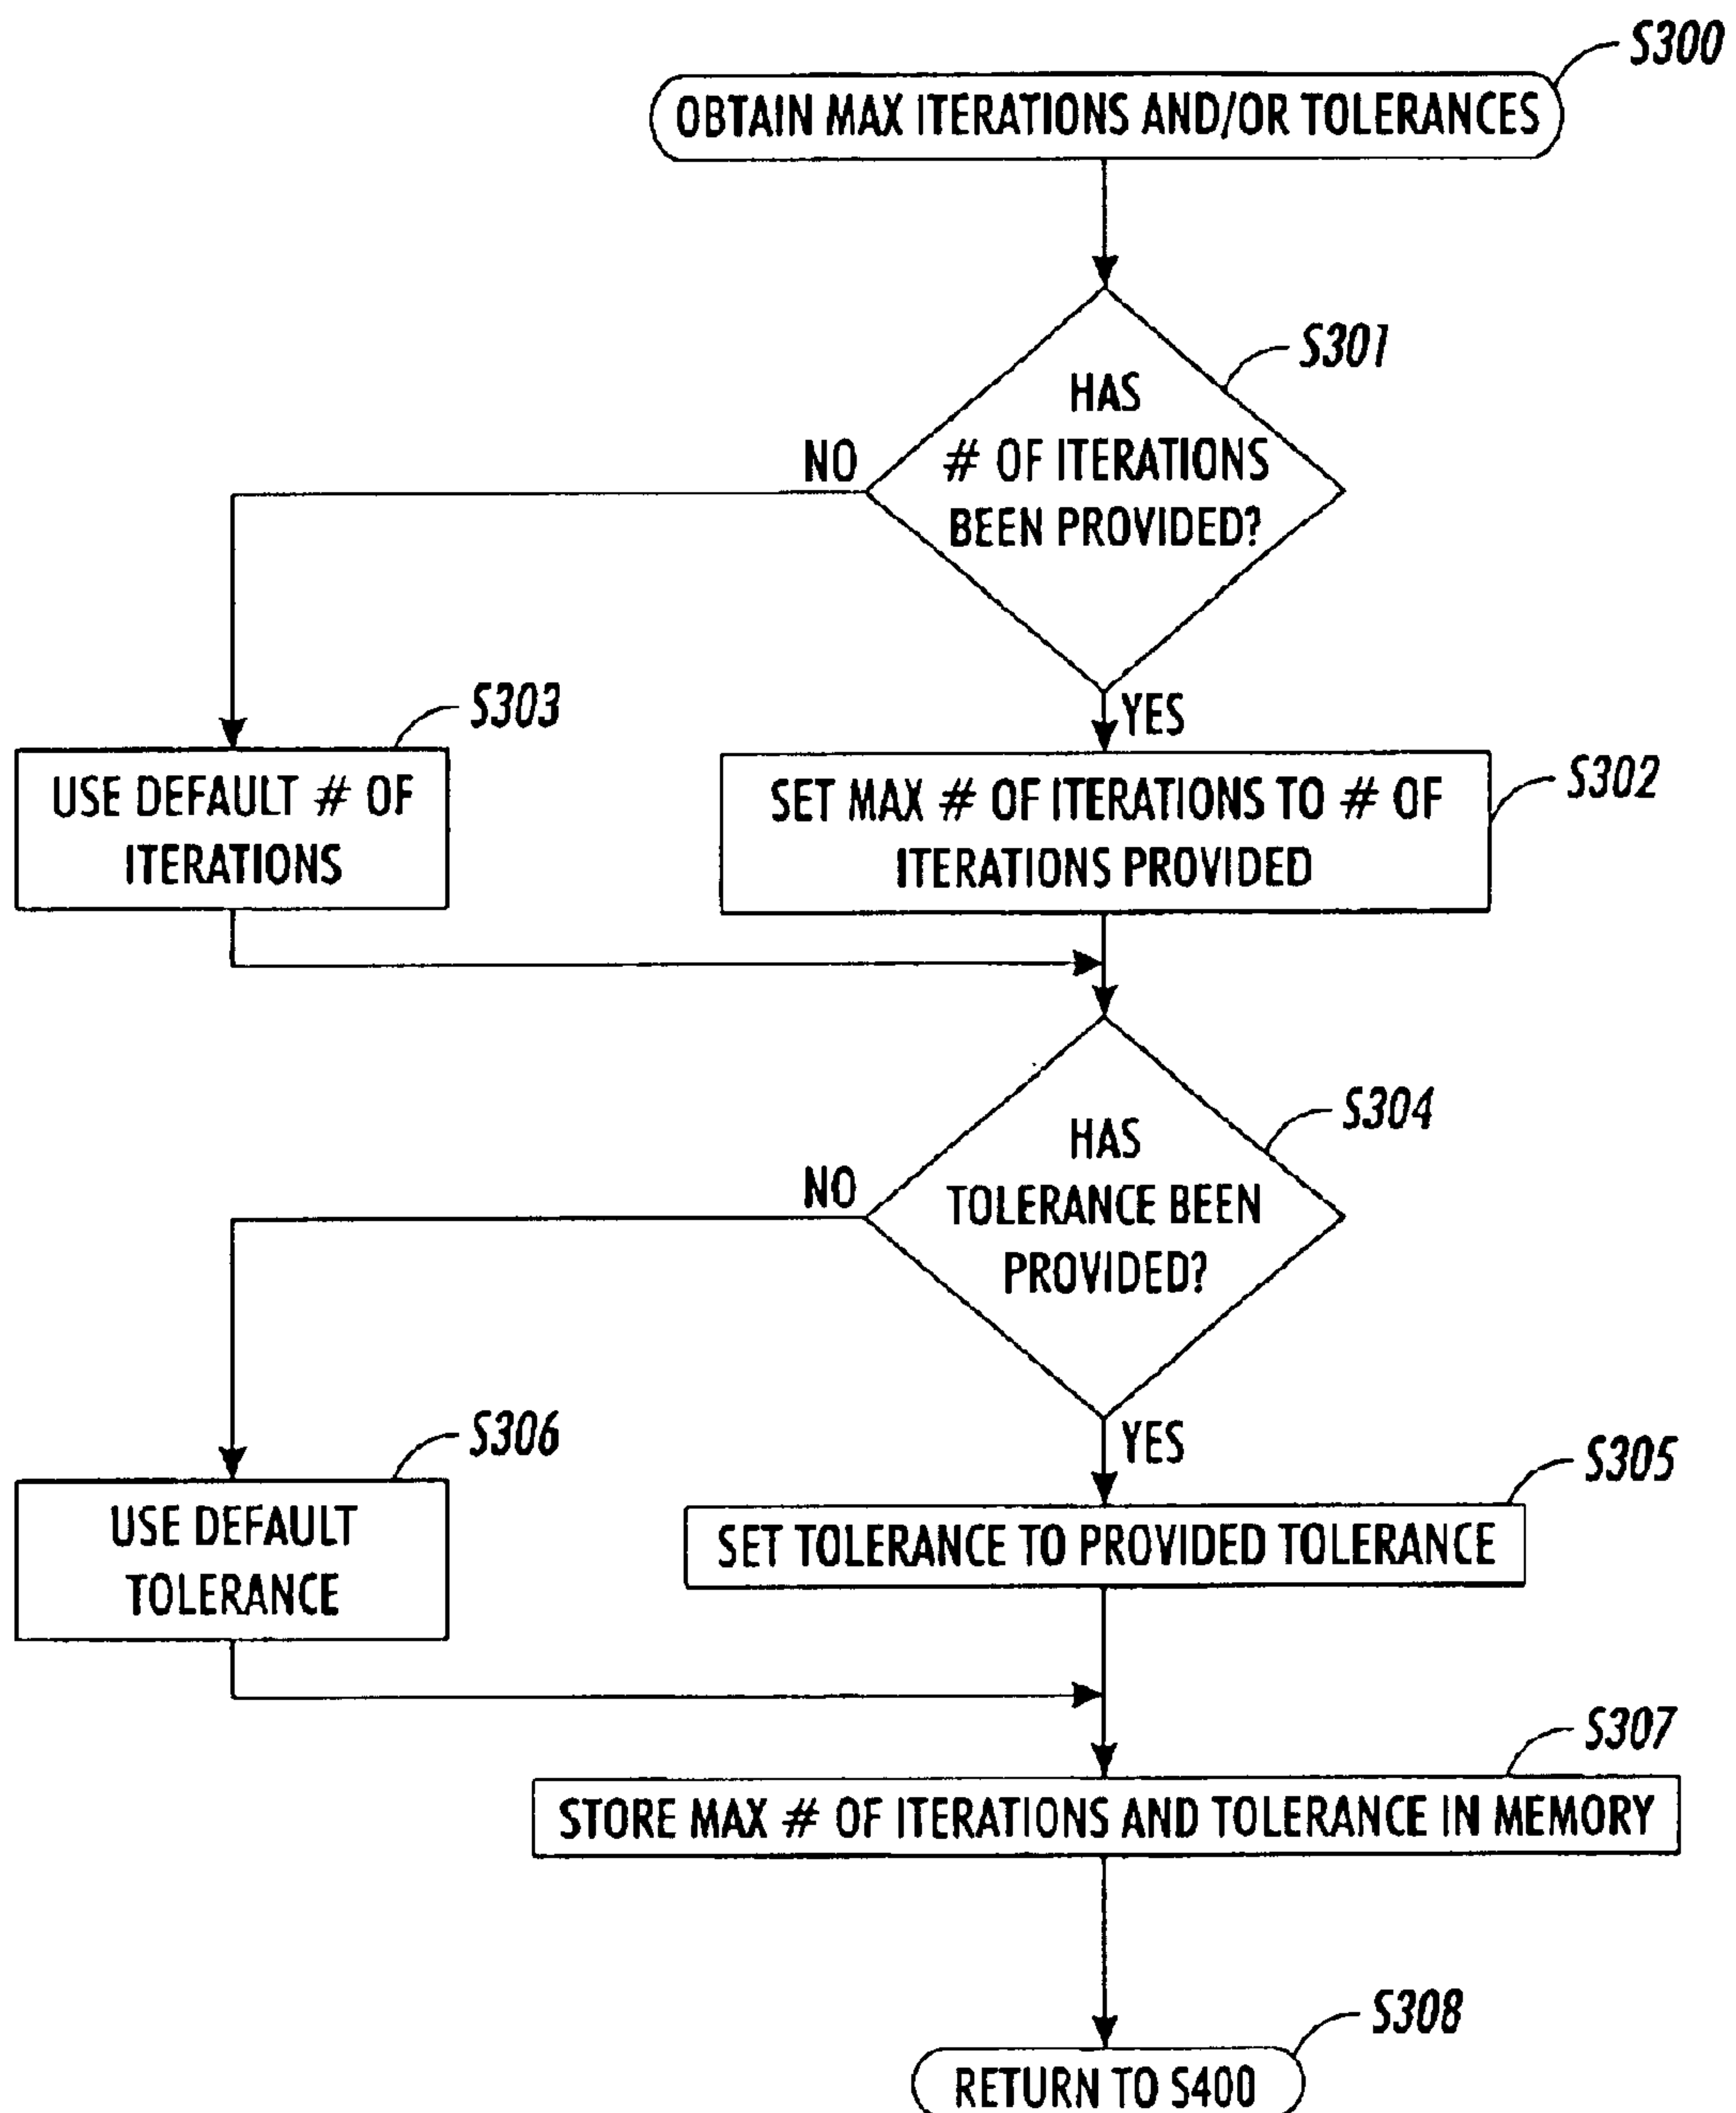 S300
OBTAIN MAX ITERATIONS AND/OR TOLERANCES
S301
HAS
# OF ITERATIONS
BEEN PROVIDED?
NO
YES
S303
USE DEFAULT # OF
ITERATIONS
S302
SET MAX # OF ITERATIONS TO # OF
ITERATIONS PROVIDED
S304
HAS
TOLERANCE BEEN
PROVIDED?
NO
YES
S306
USE DEFAULT
TOLERANCE
S305
SET TOLERANCE TO PROVIDED TOLERANCE
S307
STORE MAX # OF ITERATIONS AND TOLERANCE IN MEMORY
S308
RETURN TO S400